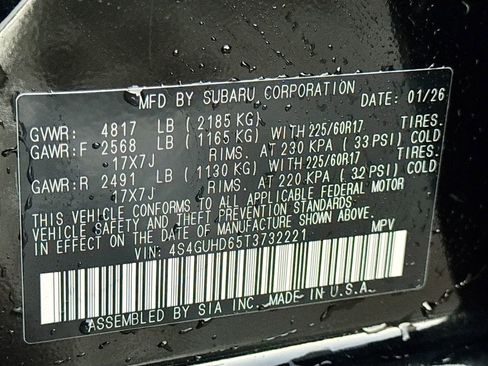 MFD BY SUBARU CORPORATION DATE: 01/26
GVWR: 4817 LB (2185 KG)
GAWR:F 2568 LB (1165 KG) WITH 225/60R17 TIRES.
17X7J RIMS. AT 230 KPA (33 PSI) COLD
GAWR:R 2491 LB (1130 KG) WITH 225/60R17 TIRES.
17X7J RIMS. AT 220 KPA (32 PSI) COLD
THIS VEHICLE CONFORMS TO ALL APPLICABLE FEDERAL MOTOR
VEHICLE SAFETY STANDARDS IN EFFECT ON THE
DATE OF MANUFACTURE SHOWN ABOVE.
VIN: 4S4GUHD65T3732221 MPV
ASSEMBLED BY SIA INC. MADE IN U.S.A.